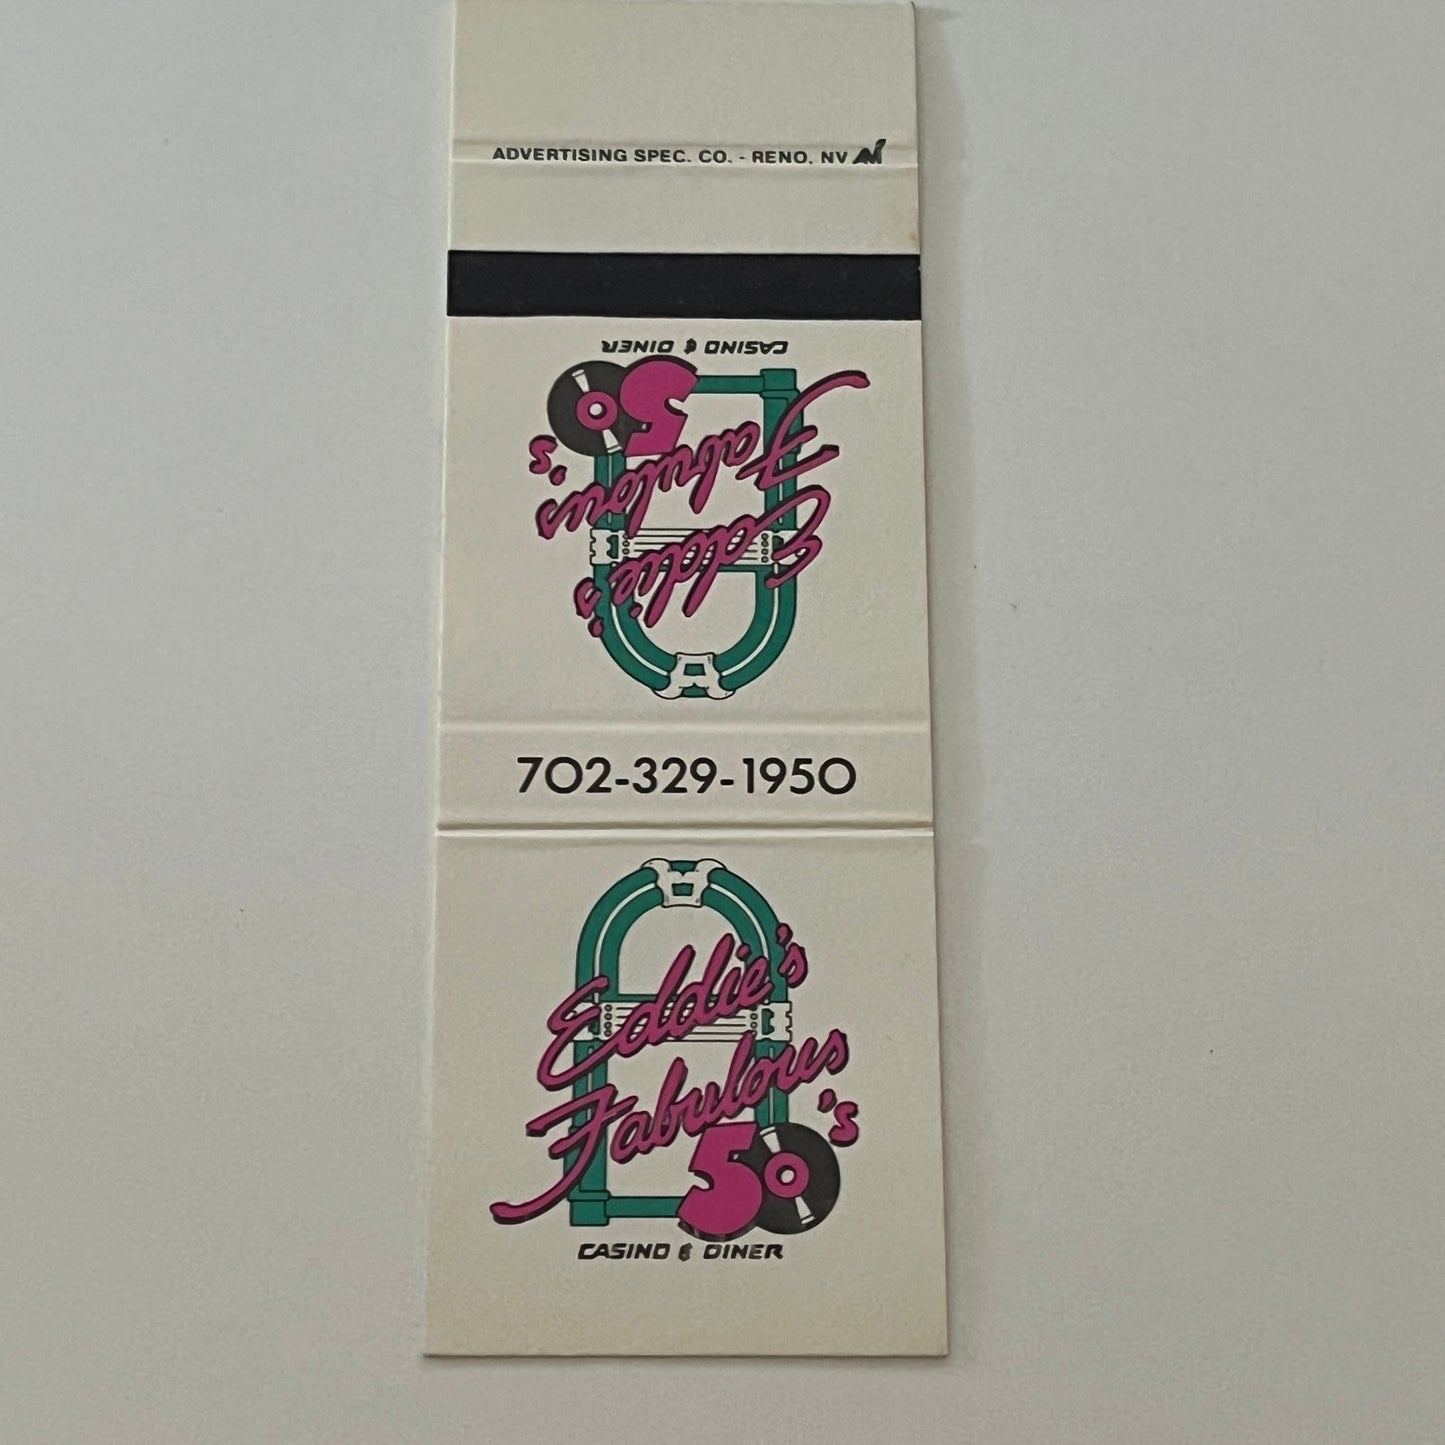 ADVERTISING SPEC. CO. - RENO, NV
CASINO & DINER
50's
Fabulous
Eddie's
702-329-1950
Eddie's
Fabulous
50's
CASINO & DINER